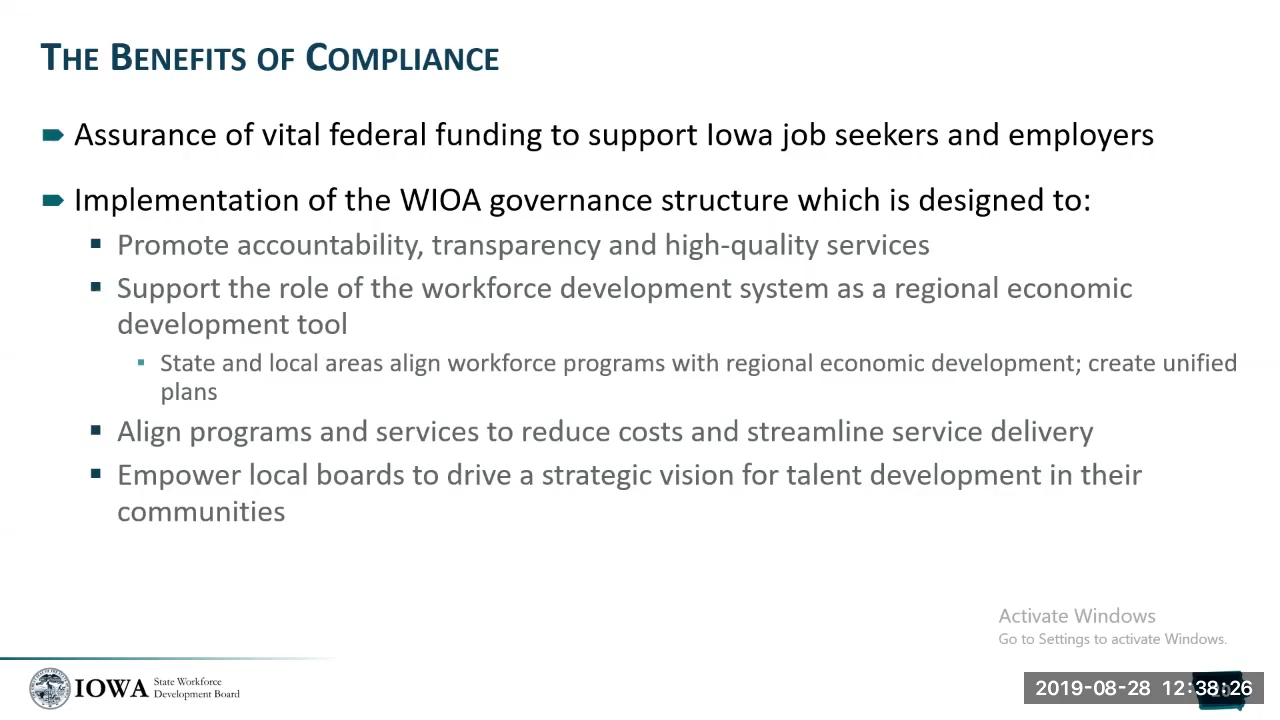 THE BENEFITS OF COMPLIANCE
Assurance of vital federal funding to support Iowa job seekers and employers
Implementation of the WIOA governance structure which is designed to:
Promote accountability, transparency and high-quality services
Support the role of the workforce development system as a regional economic
development tool
State and local areas align workforce programs with regional economic development; create unified
plans
Align programs and services to reduce costs and streamline service delivery
Empower local boards to drive a strategic vision for talent development in their
communities
Activate Windows
Go to Settings to activate Windows.
IOWA State Workforce
Development Board
2019-08-28 12:38:26